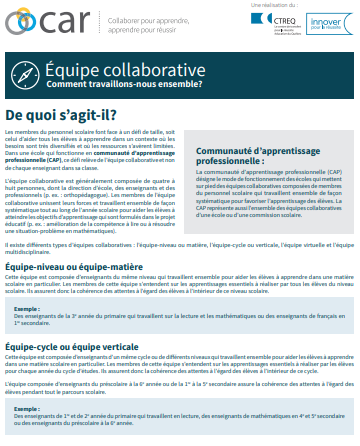 Une réalisation du :
car
Collaborer pour apprendre,
apprendre pour réussir
CTREQ
innover
pour la réussite
Équipe collaborative
Comment travaillons-nous ensemble?
De quoi s’agit-il?
Les membres du personnel scolaire font face à un défi de taille, soit
celui d’aider tous les élèves à apprendre dans un contexte où les
besoins sont très diversifiés et où les ressources s’avèrent limitées.
Dans une école qui fonctionne en communauté d’apprentissage
professionnelle (CAP), ce défi relève de l’équipe collaborative et non
de chaque enseignant dans sa classe.
L’équipe collaborative est généralement composée de quatre à
huit personnes, dont la direction d’école, des enseignants et des
professionnels (p. ex. : orthopédagogue). Les membres de l’équipe
collaborative unissent leurs forces et travaillent ensemble de façon
systématique tout au long de l’année scolaire pour aider les élèves à
atteindre les objectifs d’apprentissage qui sont formulés dans le projet
éducatif (p. ex. : amélioration de la compétence à lire ou à résoudre
une situation-problème en mathématiques).
Communauté d’apprentissage
professionnelle :
La communauté d’apprentissage professionnelle (CAP)
désigne le mode de fonctionnement des écoles qui mettent
sur pied des équipes collaboratives composées de membres
du personnel scolaire qui travaillent ensemble de façon
systématique pour favoriser l’apprentissage des élèves. La
CAP représente aussi l’ensemble des équipes collaboratives
d’une école ou d’une commission scolaire.
Il existe différents types d’équipes collaboratives : l’équipe-niveau ou matière, l’équipe-cycle ou verticale, l’équipe virtuelle et l’équipe
multidisciplinaire.
Équipe-niveau ou équipe-matière
Cette équipe est composée d’enseignants du même niveau qui travaillent ensemble pour aider les élèves à apprendre dans une matière
scolaire en particulier. Les membres de cette équipe s’entendent sur les apprentissages essentiels à réaliser par tous les élèves du niveau
scolaire. Ils assurent donc la cohérence des attentes à l’égard des élèves à l’intérieur de ce niveau scolaire.
Exemple :
Des enseignants de la 3e année du primaire qui travaillent sur la lecture et les mathématiques ou des enseignants de français en
1re secondaire.
Équipe-cycle ou équipe verticale
Cette équipe est composée d’enseignants d’un même cycle ou de différents niveaux qui travaillent ensemble pour aider les élèves à apprendre
dans une matière scolaire en particulier. Les membres de cette équipe s’entendent sur les apprentissages essentiels à réaliser par les élèves
pour chaque année du cycle d’études. Ils assurent donc la cohérence des attentes à l’égard des élèves à l’intérieur de ce cycle.
L’équipe composée d’enseignants du préscolaire à la 6e année ou de la 1re à la 5e secondaire assure la cohérence des attentes à l’égard des
élèves pendant tout le parcours scolaire.
Exemple :
Des enseignants de 1re et de 2e année du primaire qui travaillent en lecture, des enseignants de mathématiques en 4e et 5e secondaire
ou des enseignants du préscolaire à la 6e année.